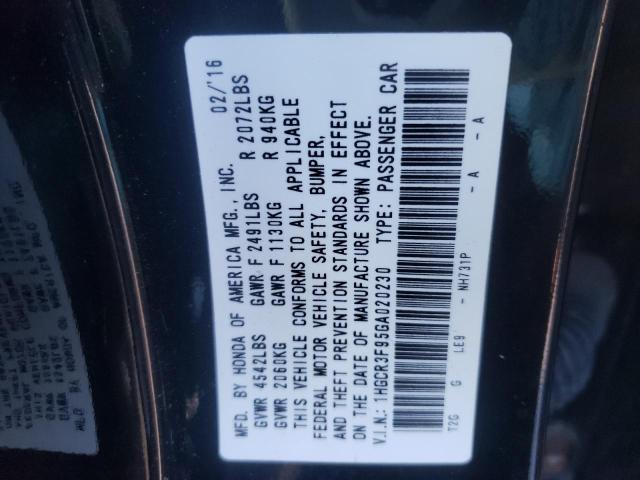 MFD. BY HONDA OF AMERICA MFG., INC. 02/'16
GVWR 4542LBS GAWR F 2491LBS R 2072LBS
GVWR 2060KG GAWR F 1130KG R 940KG
THIS VEHICLE CONFORMS TO ALL APPLICABLE
FEDERAL MOTOR VEHICLE SAFETY, BUMPER,
AND THEFT PREVENTION STANDARDS IN EFFECT
ON THE DATE OF MANUFACTURE SHOWN ABOVE.
V.I.N.: 1HGCR3F95GA020230 TYPE: PASSENGER CAR
T2G G LE9 NH731P - A - A - A